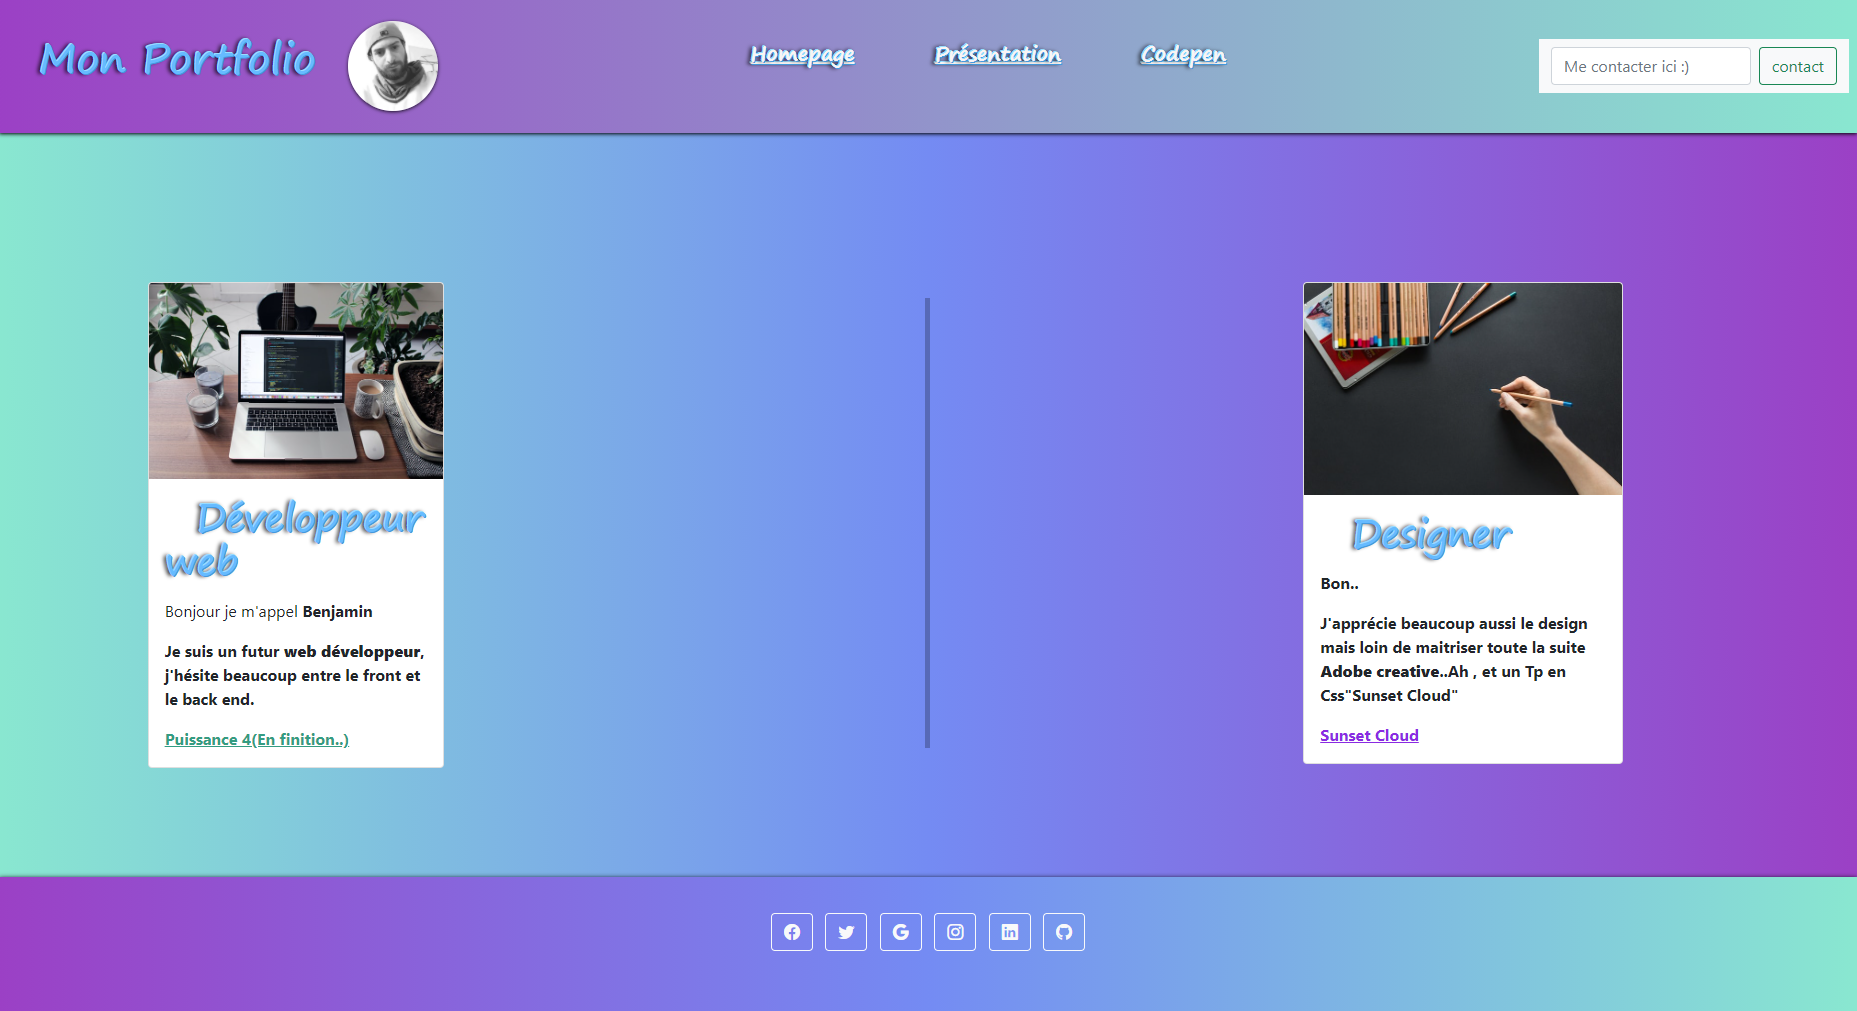 Mon Portfolio
Homepage
Présentation
Codepen
Me contacter ici :)
contact
Développeur
web
Bonjour je m'appel Benjamin
Je suis un futur web développeur,
j'hésite beaucoup entre le front et
le back end.
Puissance 4(En finition..)
Designer
Bon..
J'apprécie beaucoup aussi le design
mais loin de maitriser toute la suite
Adobe creative..Ah , et un Tp en
Css"Sunset Cloud"
Sunset Cloud